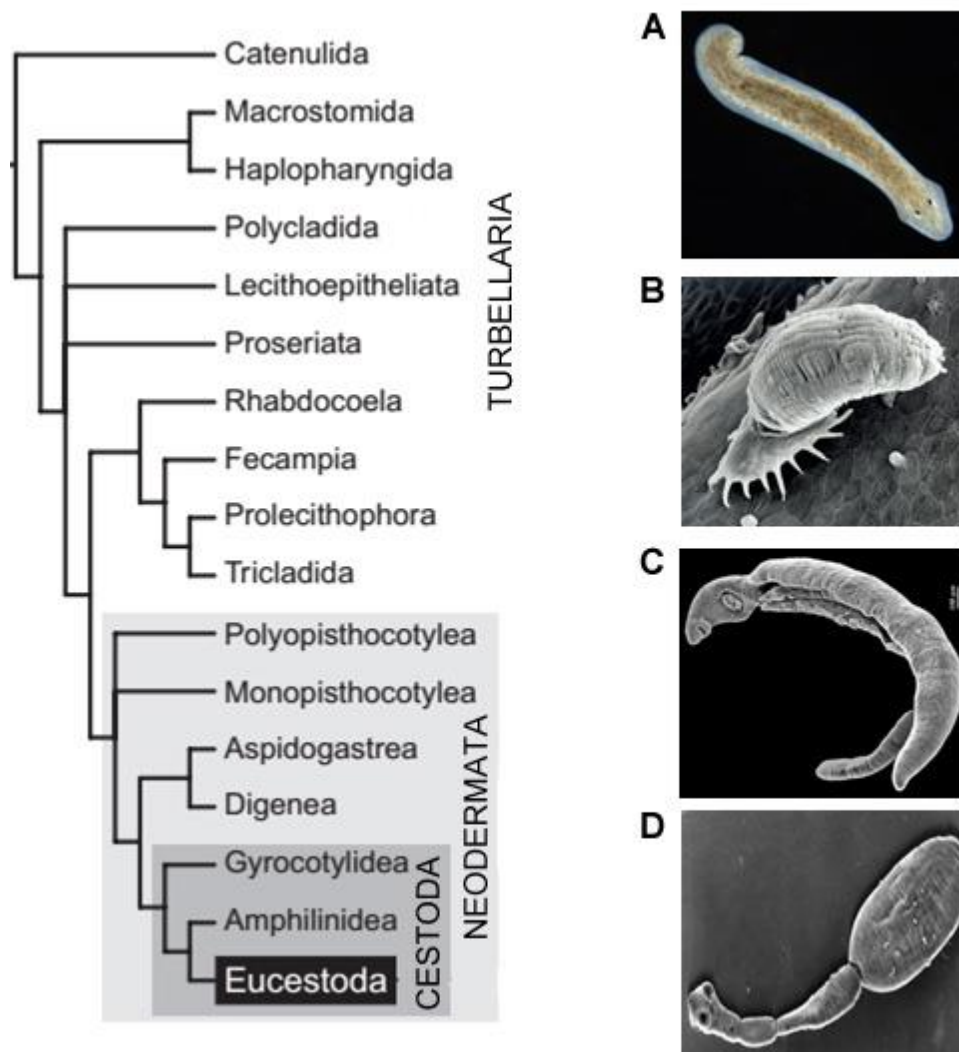 Catenulida
Macrostomida
Haplopharyngida
Polycladida
Lecithoepitheliata
Proseriata
Rhabdocoela
Fecampia
Prolecithophora
Tricladida
TURBELLARIA
Polyopisthocotylea
Monopisthocotylea
Aspidogastrea
Digenea
NEODERMATA
Gyrocotylidea
Amphilinidea
Eucestoda
CESTODA
A
B
C
D